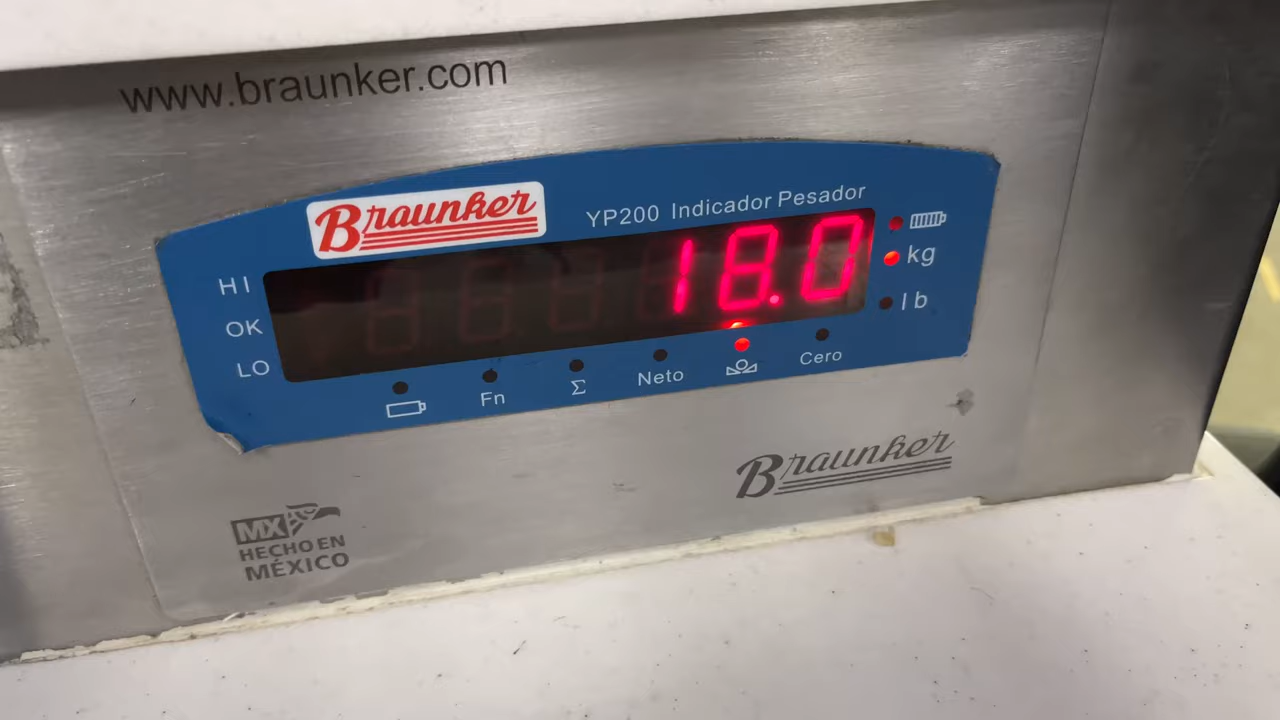 www.braunker.com
Braunker
YP200 Indicador Pesador
18.0
HI
OK
LO
kg
lb
Fn
Σ
Neto
Cero
Braunker
MX
HECHO EN
MÉXICO